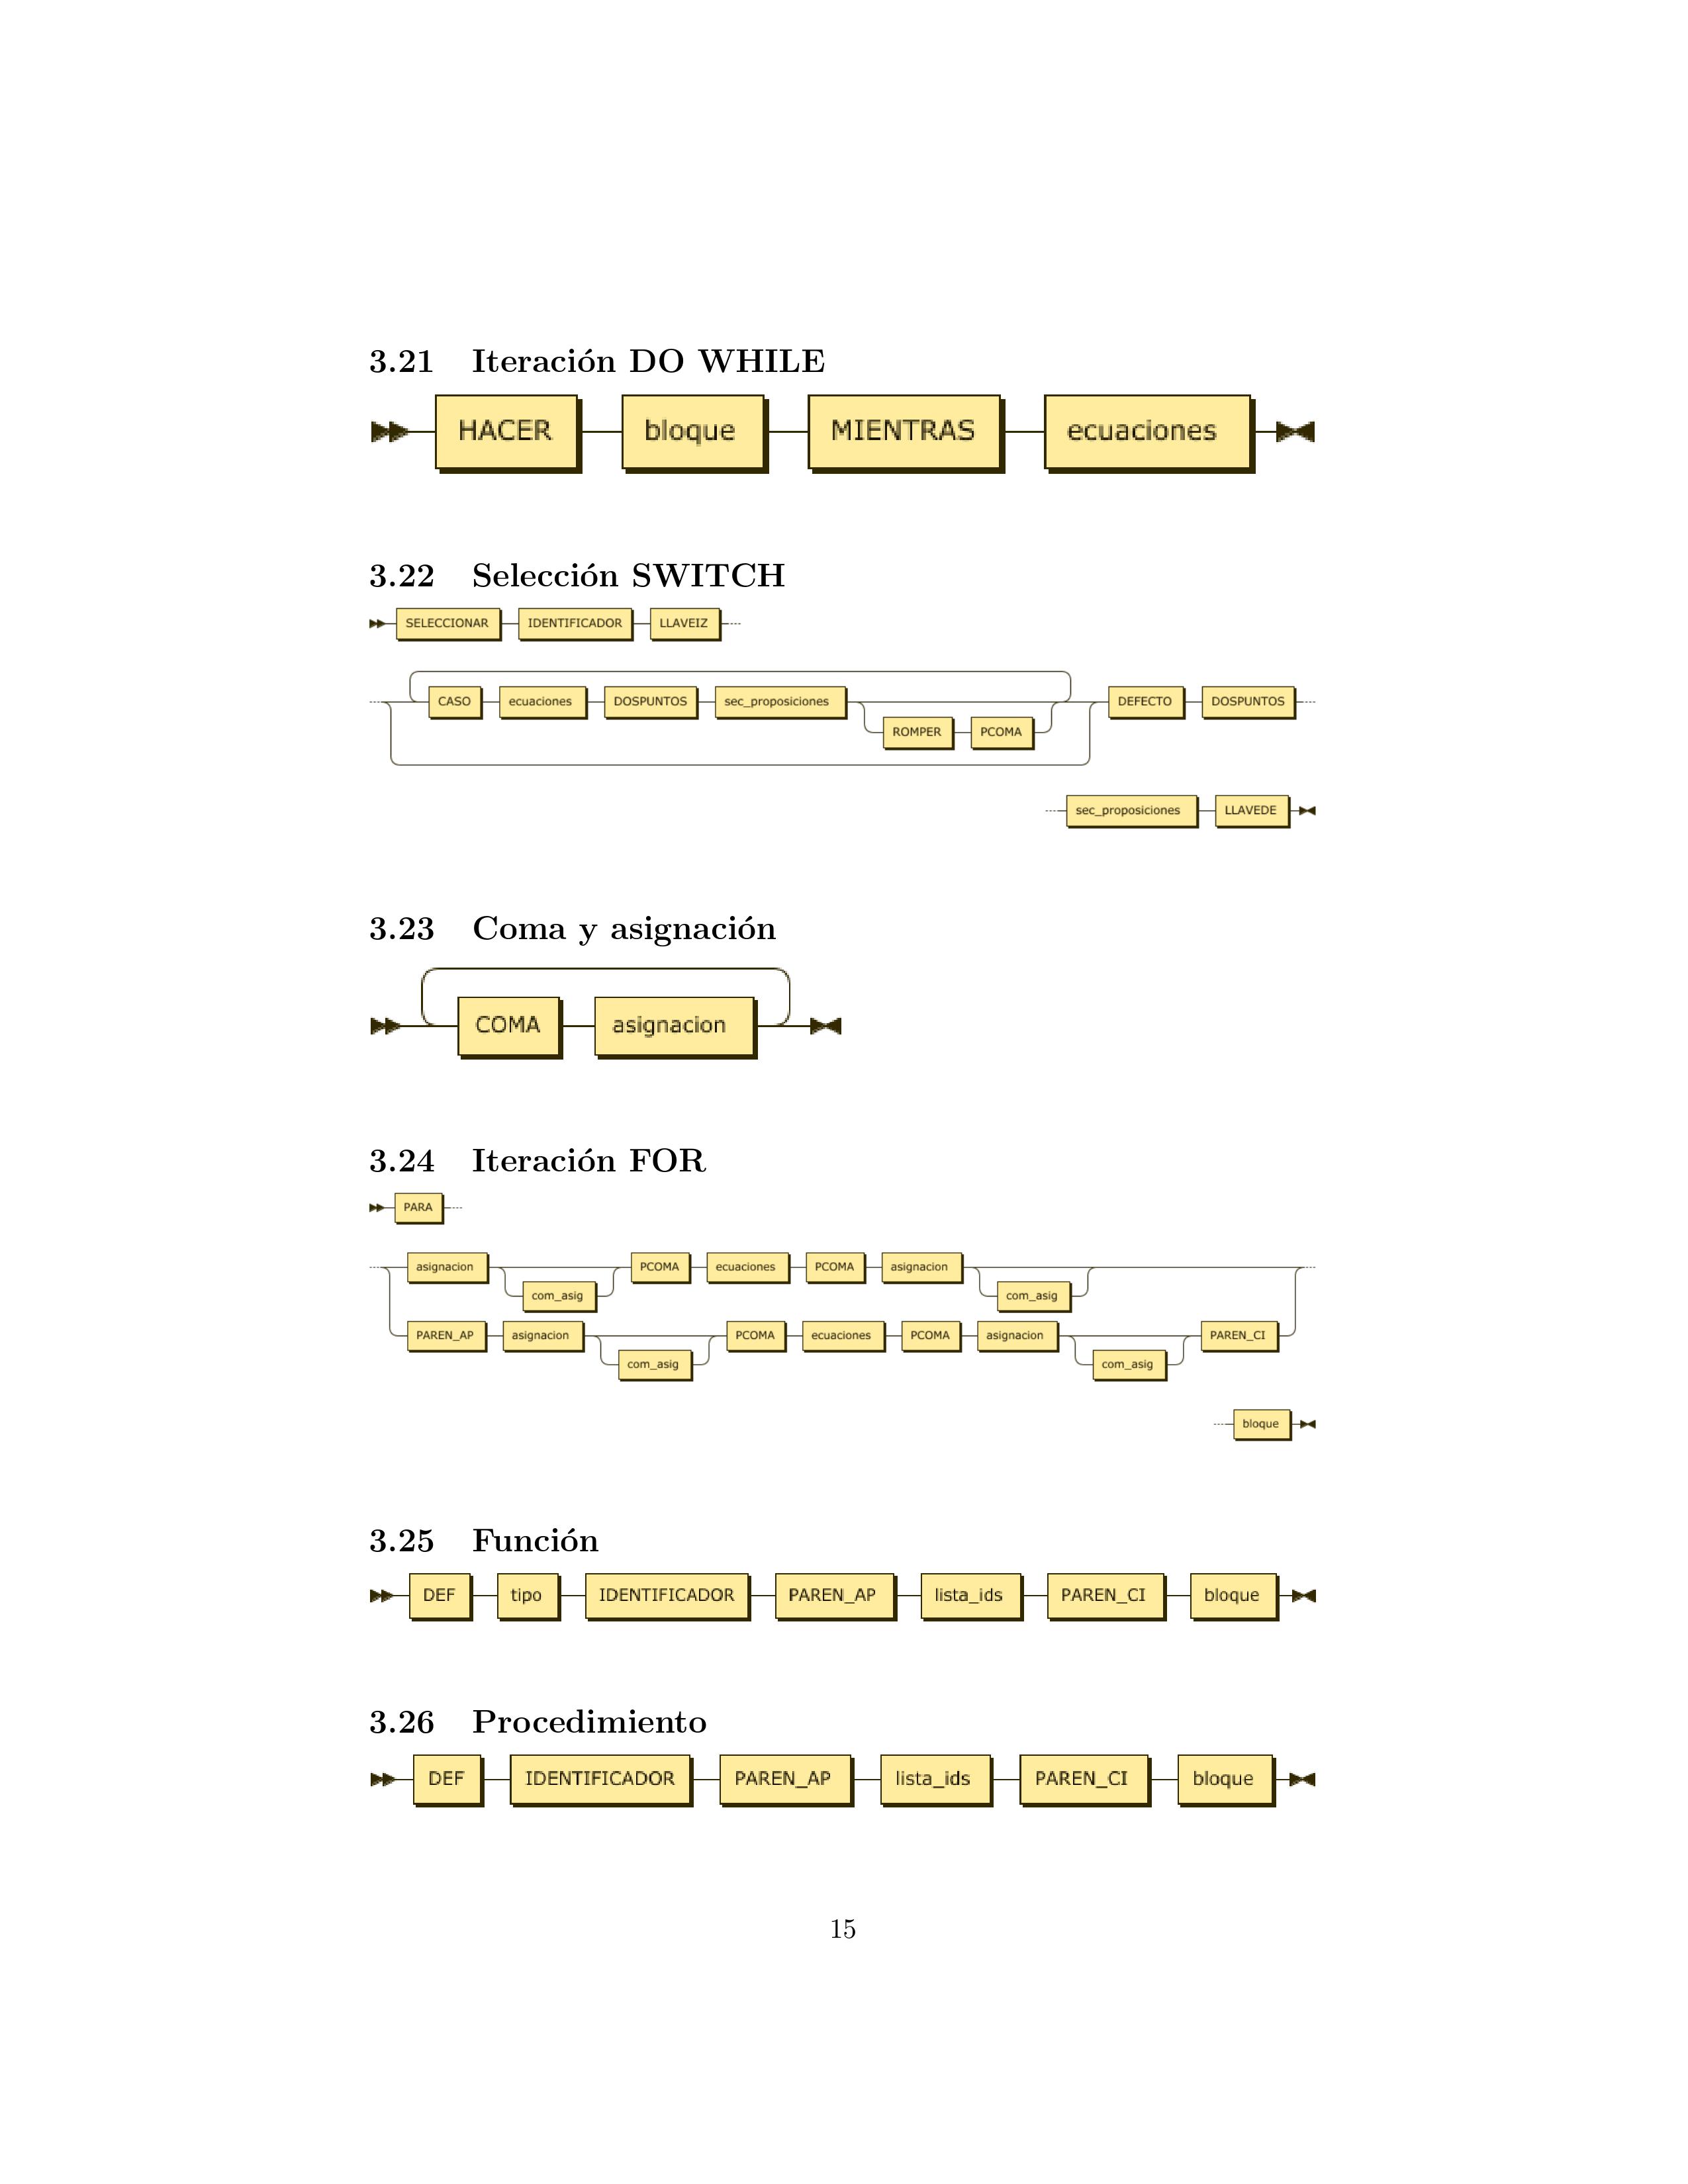 3.21 Iteración DO WHILE
HACER bloque MIENTRAS ecuaciones
3.22 Selección SWITCH
SELECCIONAR IDENTIFICADOR LLAVEIZ
CASO ecuaciones DOSPUNTOS sec_proposiciones DEFECTO DOSPUNTOS
ROMPER PCOMA
sec_proposiciones LLAVEDE
3.23 Coma y asignación
COMA asignacion
3.24 Iteración FOR
PARA
asignacion PCOMA ecuaciones PCOMA asignacion
com_asig com_asig
PAREN_AP asignacion PCOMA ecuaciones PCOMA asignacion PAREN_CI
com_asig com_asig
bloque
3.25 Función
DEF tipo IDENTIFICADOR PAREN_AP lista_ids PAREN_CI bloque
3.26 Procedimiento
DEF IDENTIFICADOR PAREN_AP lista_ids PAREN_CI bloque
15